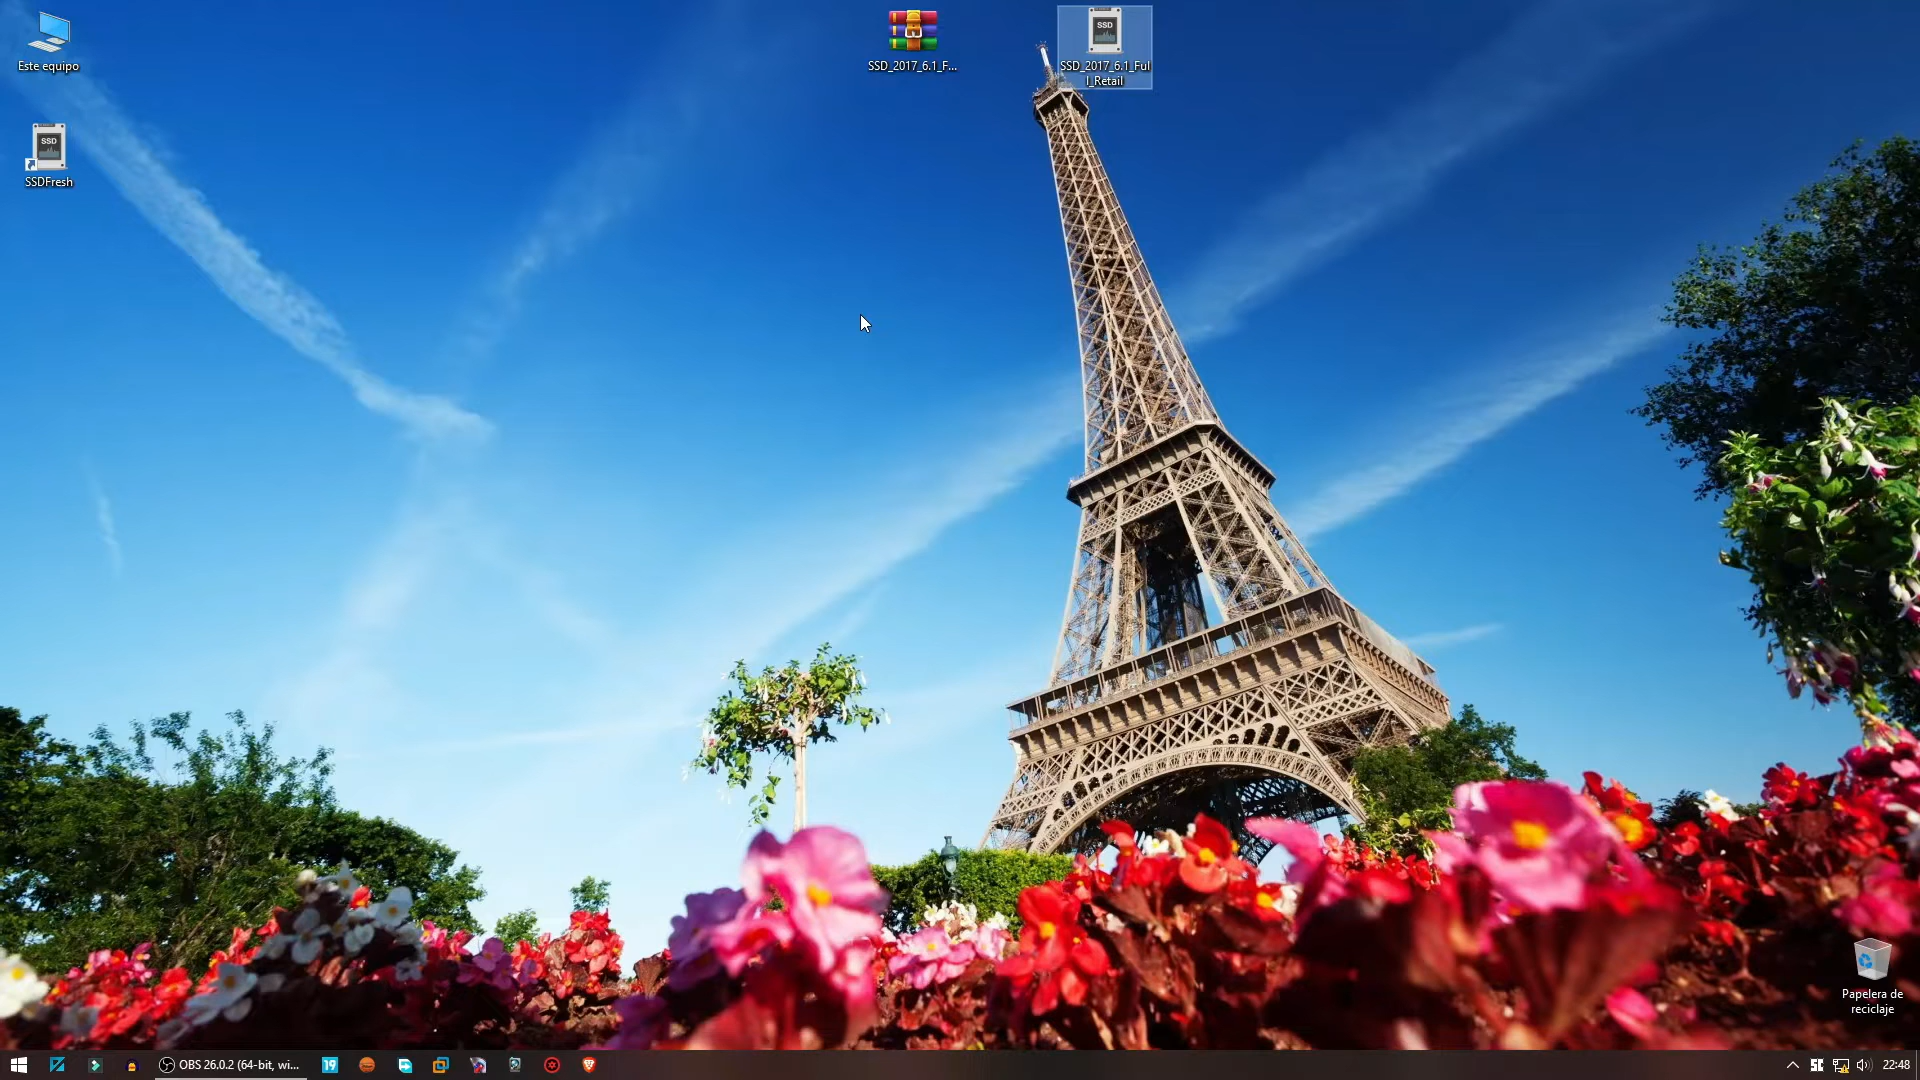 Este equipo
SSD
SSDFresh
SSD_2017_6.1_F...
SSD
SSD_2017_6.1_Ful
l_Retail
Papelera de
reciclaje
OBS 26.0.2 (64-bit, wi...
19
22:48